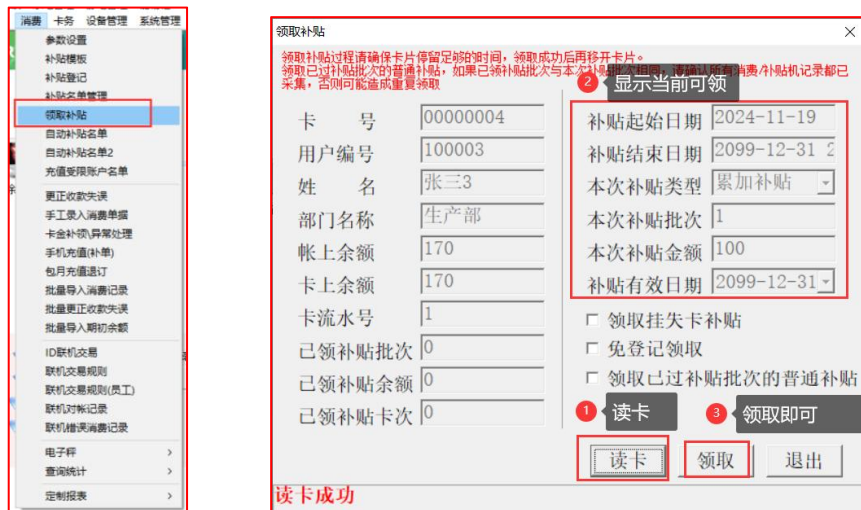 消费 卡务 设备管理 系统管理
参数设置
补贴模板
补贴登记
补贴名单管理
领取补贴
自动补贴名单
自动补贴名单2
充值受限账户名单
更正收款失误
手工录入消费单据
卡金补领\异常处理
手机充值(补单)
包月充值退订
批量导入消费记录
批量更正收款失误
批量导入期初余额
ID联机交易
联机交易规则
联机交易规则(员工)
联机对帐记录
联机错误消费记录
电子秤
查询统计
定制报表
领取补贴
领取补贴过程请确保卡片停留足够的时间，领取成功后再移开卡片。
领取已过补贴批次的普通补贴，如果已领补贴批次与本次补贴批次相同，请确认所有消费/补贴机记录都已
采集，否则可能造成重复领取
2 显示当前可领
卡 号 00000004
用户编号 100003
姓 名 张三3
部门名称 生产部
帐上余额 170
卡上余额 170
卡流水号 1
已领补贴批次 0
已领补贴余额 0
已领补贴卡次 0
补贴起始日期 2024-11-19
补贴结束日期 2099-12-31 2
本次补贴类型 累加补贴
本次补贴批次 1
本次补贴金额 100
补贴有效日期 2099-12-31
领取挂失卡补贴
免登记领取
领取已过补贴批次的普通补贴
1 读卡
3 领取即可
读卡 领取 退出
读卡成功